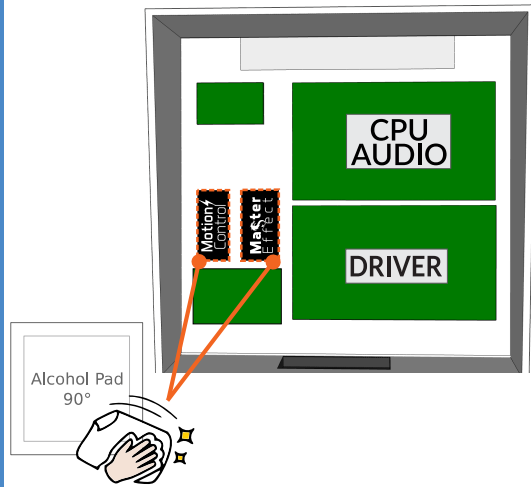 CPU
AUDIO
Motion
Control
Master
Effect
DRIVER
Alcohol Pad
90°